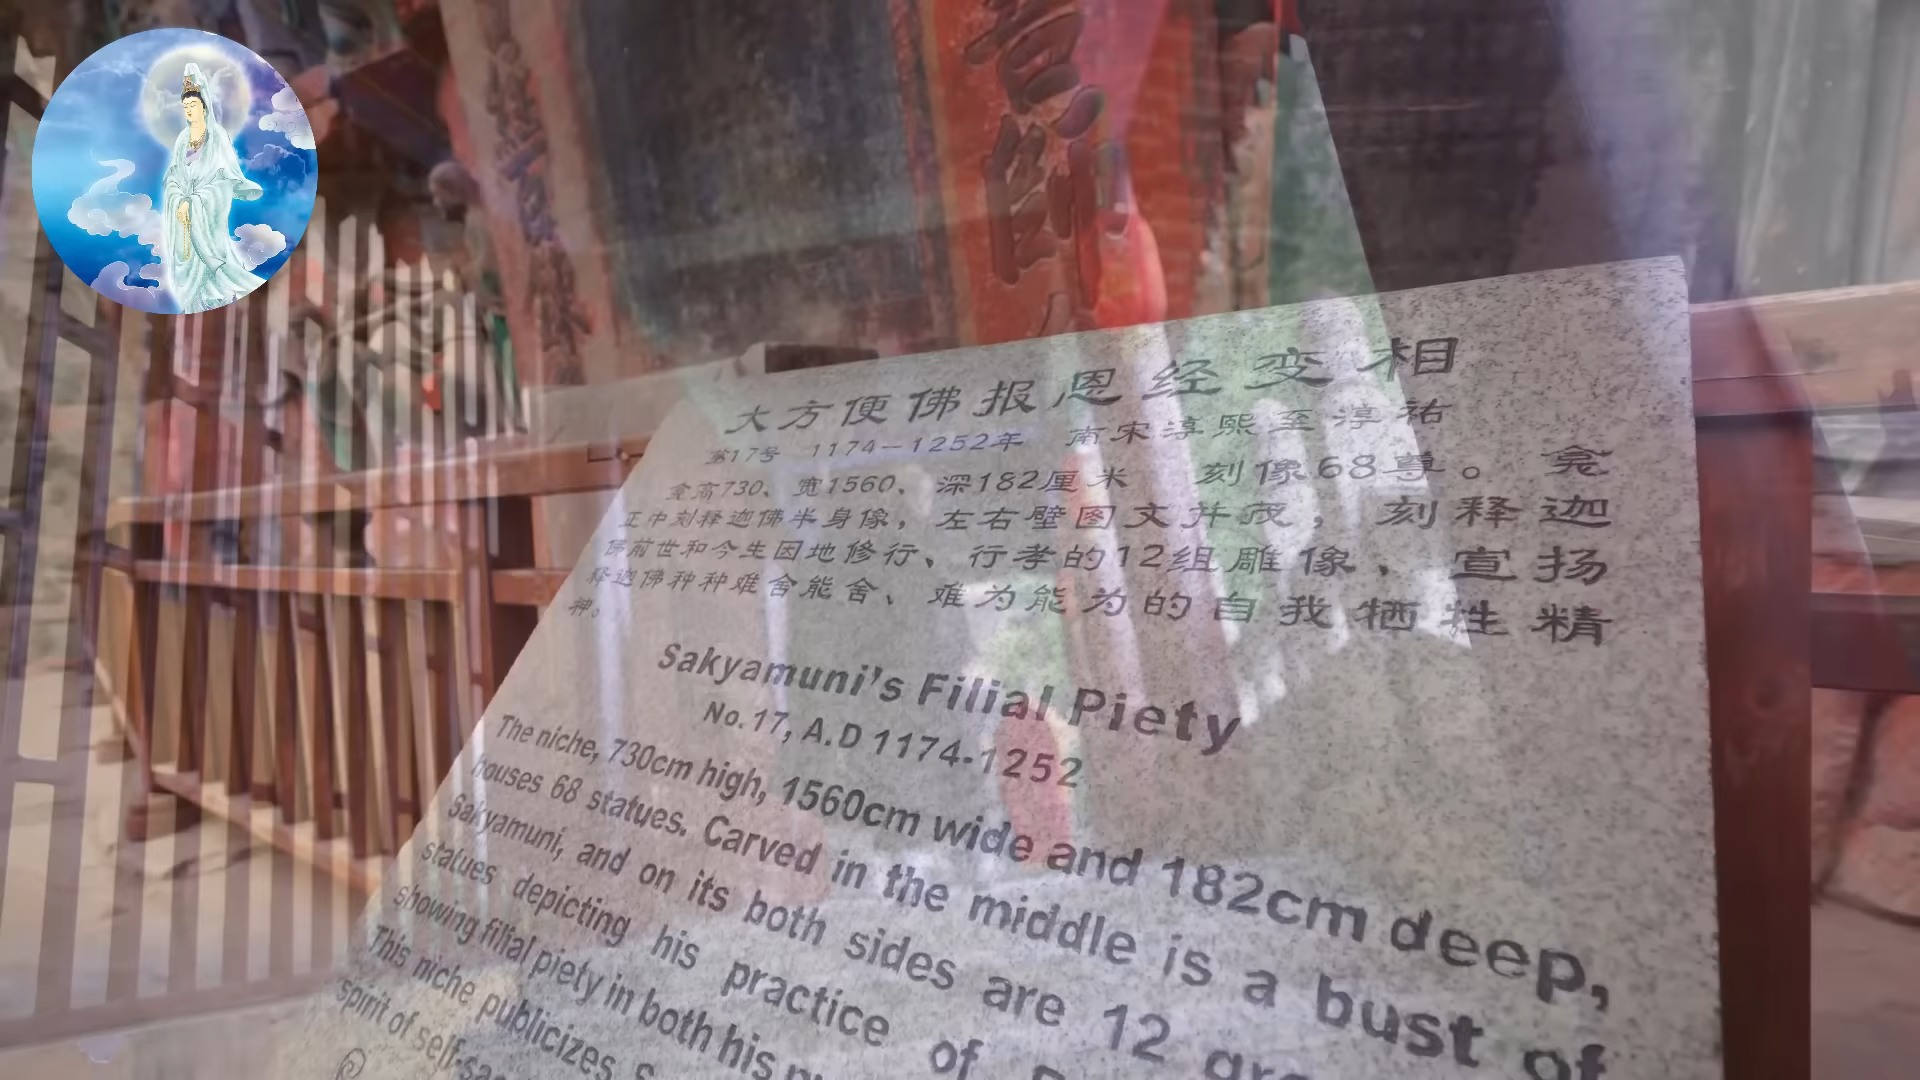 大方便佛报恩经变相
第17号 1174－1252年 南宋淳熙至淳祐
龛高730、宽1560、深182厘米 刻像68尊。 龛
正中刻释迦佛半身像，左右壁图文并茂，刻释迦
佛前世和今生因地修行、行孝的12组雕像，宣扬
释迦佛种种难舍能舍、难为能为的自我牺牲精
神。
Sakyamuni's Filial Piety
No.17, A.D 1174-1252
The niche, 730cm high, 1560cm wide and 182cm deep,
houses 68 statues. Carved in the middle is a bust of
Sakyamuni, and on its both sides are 12
statues depicting his practice of
showing filial piety in both his
This niche publicizes
spirit of